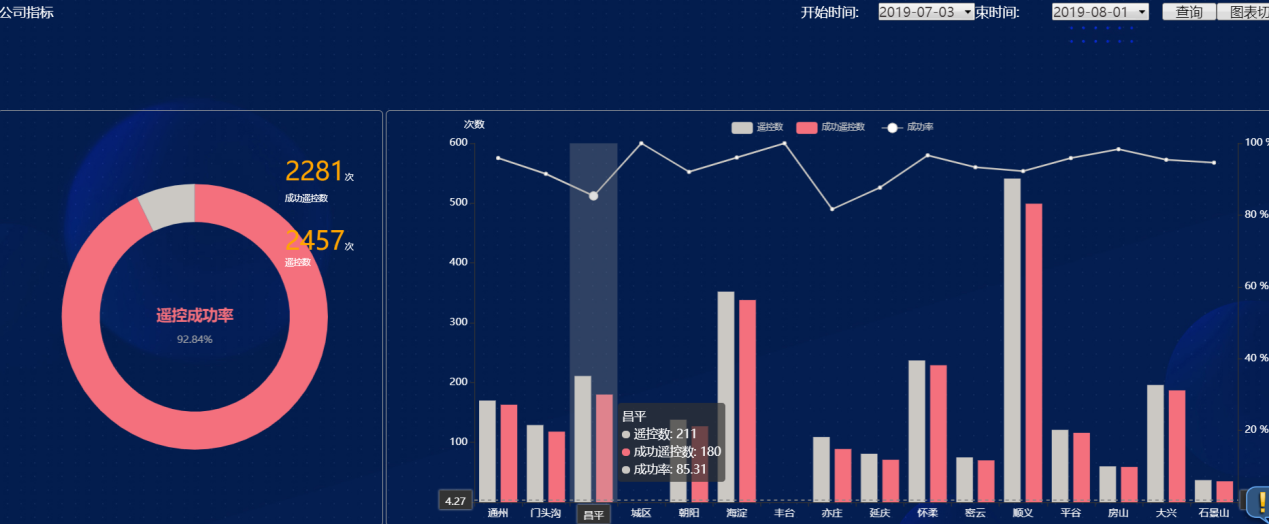 公司指标
开始时间: 2019-07-03 束时间: 2019-08-01 查询 图表切
2281次
成功遥控数
2457次
遥控数
遥控成功率
92.84%
次数
遥控数 成功遥控数 成功率
600
500
400
300
200
100
4.27
100 %
80 %
60 %
40 %
20 %
昌平
遥控数: 211
成功遥控数: 180
成功率: 85.31
通州 门头沟 昌平 城区 朝阳 海淀 丰台 亦庄 延庆 怀柔 密云 顺义 平谷 房山 大兴 石景山